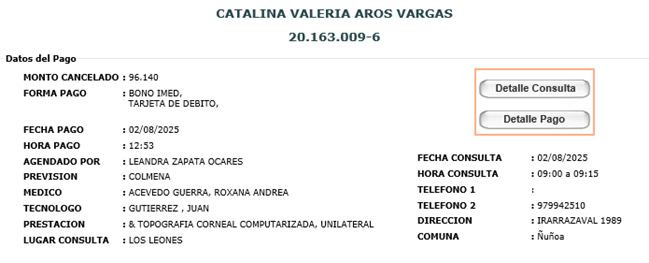 CATALINA VALERIA AROS VARGAS
20.163.009-6
Datos del Pago
MONTO CANCELADO : 96.140
FORMA PAGO : BONO IMED,
TARJETA DE DEBITO,
FECHA PAGO : 02/08/2025
HORA PAGO : 12:53
AGENDADO POR : LEANDRA ZAPATA OCARES
PREVISION : COLMENA
MEDICO : ACEVEDO GUERRA, ROXANA ANDREA
TECNOLOGO : GUTIERREZ , JUAN
PRESTACION : & TOPOGRAFIA CORNEAL COMPUTARIZADA, UNILATERAL
LUGAR CONSULTA : LOS LEONES
Detalle Consulta
Detalle Pago
FECHA CONSULTA : 02/08/2025
HORA CONSULTA : 09:00 a 09:15
TELEFONO 1 :
TELEFONO 2 : 979942510
DIRECCION : IRARRAZAVAL 1989
COMUNA : Ñuñoa